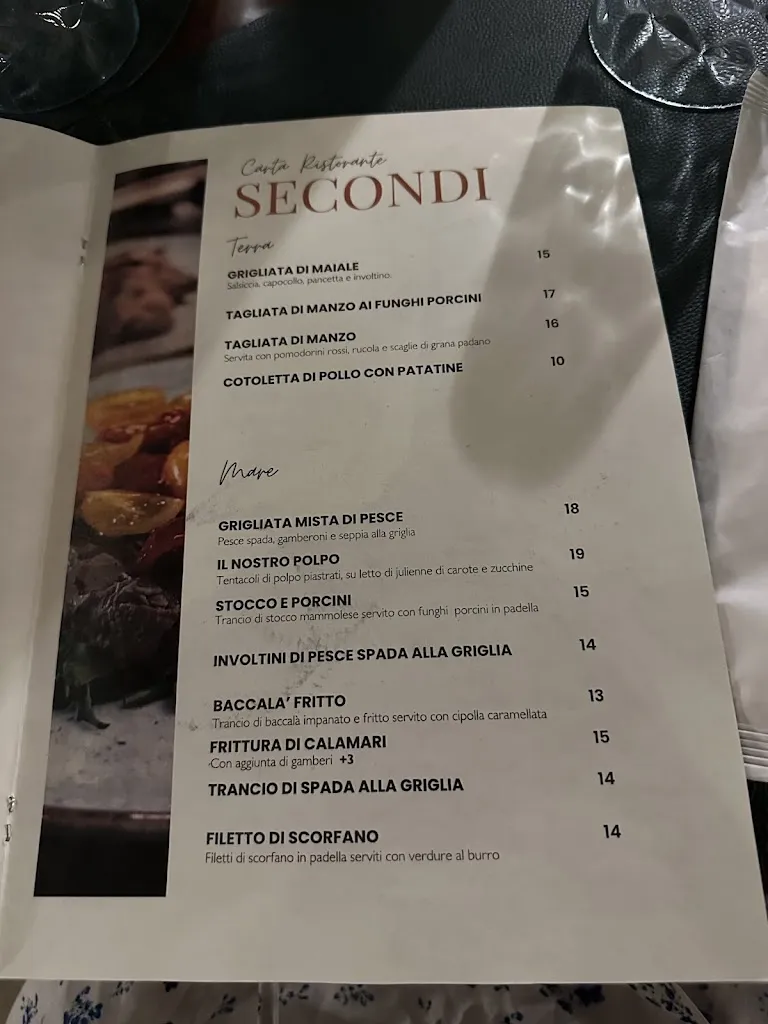 Carta Ristorante
SECONDI
Terra
GRIGLIATA DI MAIALE 15
Salsiccia, capocollo, pancetta e involtino.
TAGLIATA DI MANZO AI FUNGHI PORCINI 17
TAGLIATA DI MANZO 16
Servita con pomodorini rossi, rucola e scaglie di grana padano
COTOLETTA DI POLLO CON PATATINE 10
Mare
GRIGLIATA MISTA DI PESCE 18
Pesce spada, gamberoni e seppia alla griglia
IL NOSTRO POLPO 19
Tentacoli di polpo piastrati, su letto di julienne di carote e zucchine
STOCCO E PORCINI 15
Trancio di stocco mammolese servito con funghi porcini in padella
INVOLTINI DI PESCE SPADA ALLA GRIGLIA 14
BACCALA' FRITTO 13
Trancio di baccalà impanato e fritto servito con cipolla caramellata
FRITTURA DI CALAMARI 15
Con aggiunta di gamberi +3
TRANCIO DI SPADA ALLA GRIGLIA 14
FILETTO DI SCORFANO 14
Filetti di scorfano in padella serviti con verdure al burro